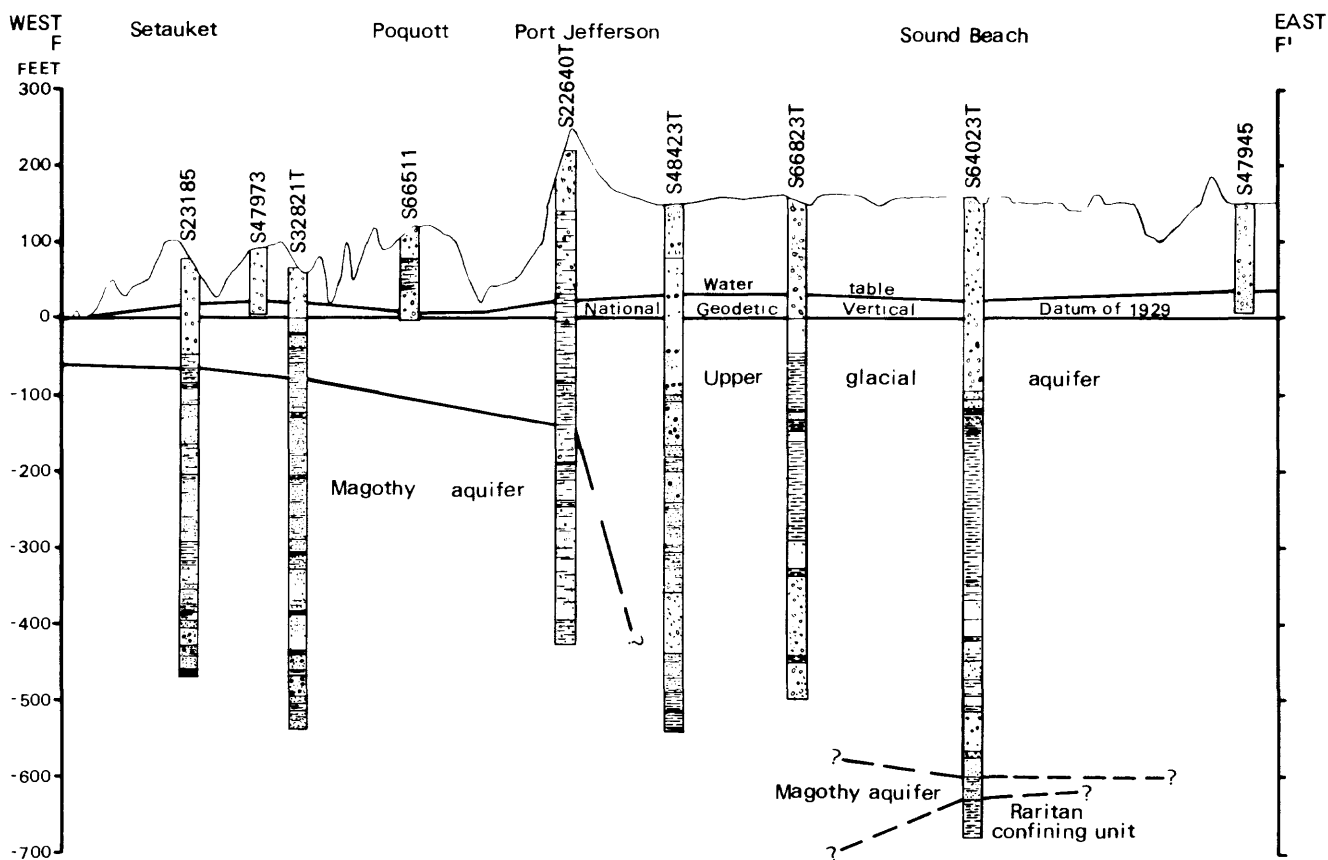 WEST
F
FEET
Setauket
Poquott
Port Jefferson
Sound Beach
EAST
F'
300
200
100
0
-100
-200
-300
-400
-500
-600
-700
S23185
S47973
S32821T
S66511
S22640T
S48423T
S66823T
S64023T
S47945
Water table
National Geodetic Vertical Datum of 1929
Upper glacial aquifer
Magothy aquifer
?
?
?
Magothy aquifer
?
Raritan
confining unit
?